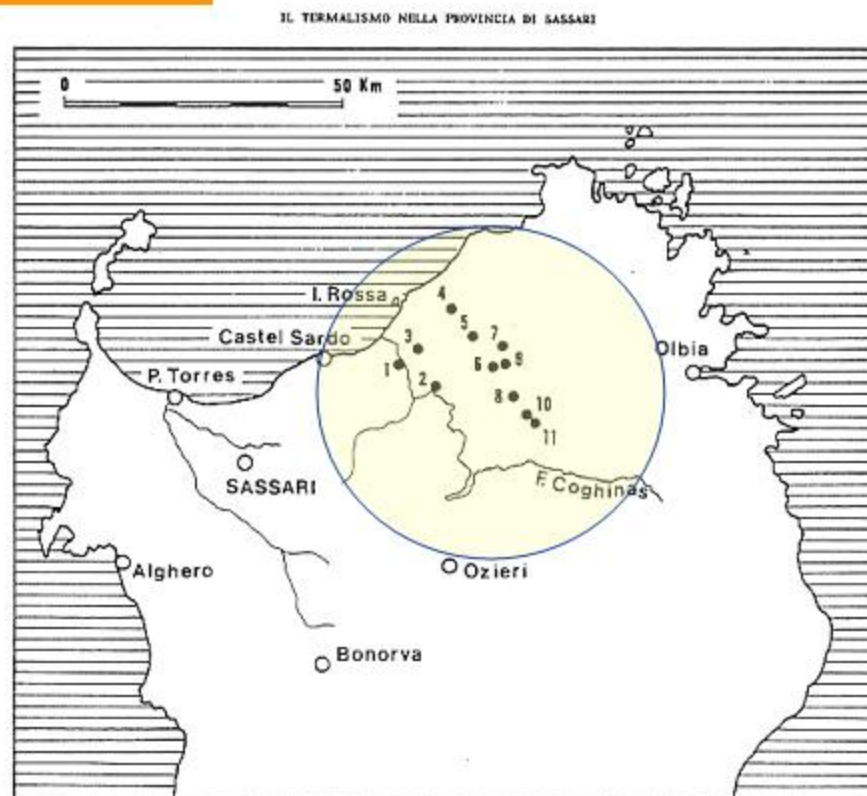 IL TERMALISMO NELLA PROVINCIA DI SASSARI
0 50 Km
I. Rossa
4
5
7
Castel Sardo
3
Olbia
1
6
9
P. Torres
2
8
10
11
SASSARI
F. Coghinas
Alghero
Ozieri
Bonorva